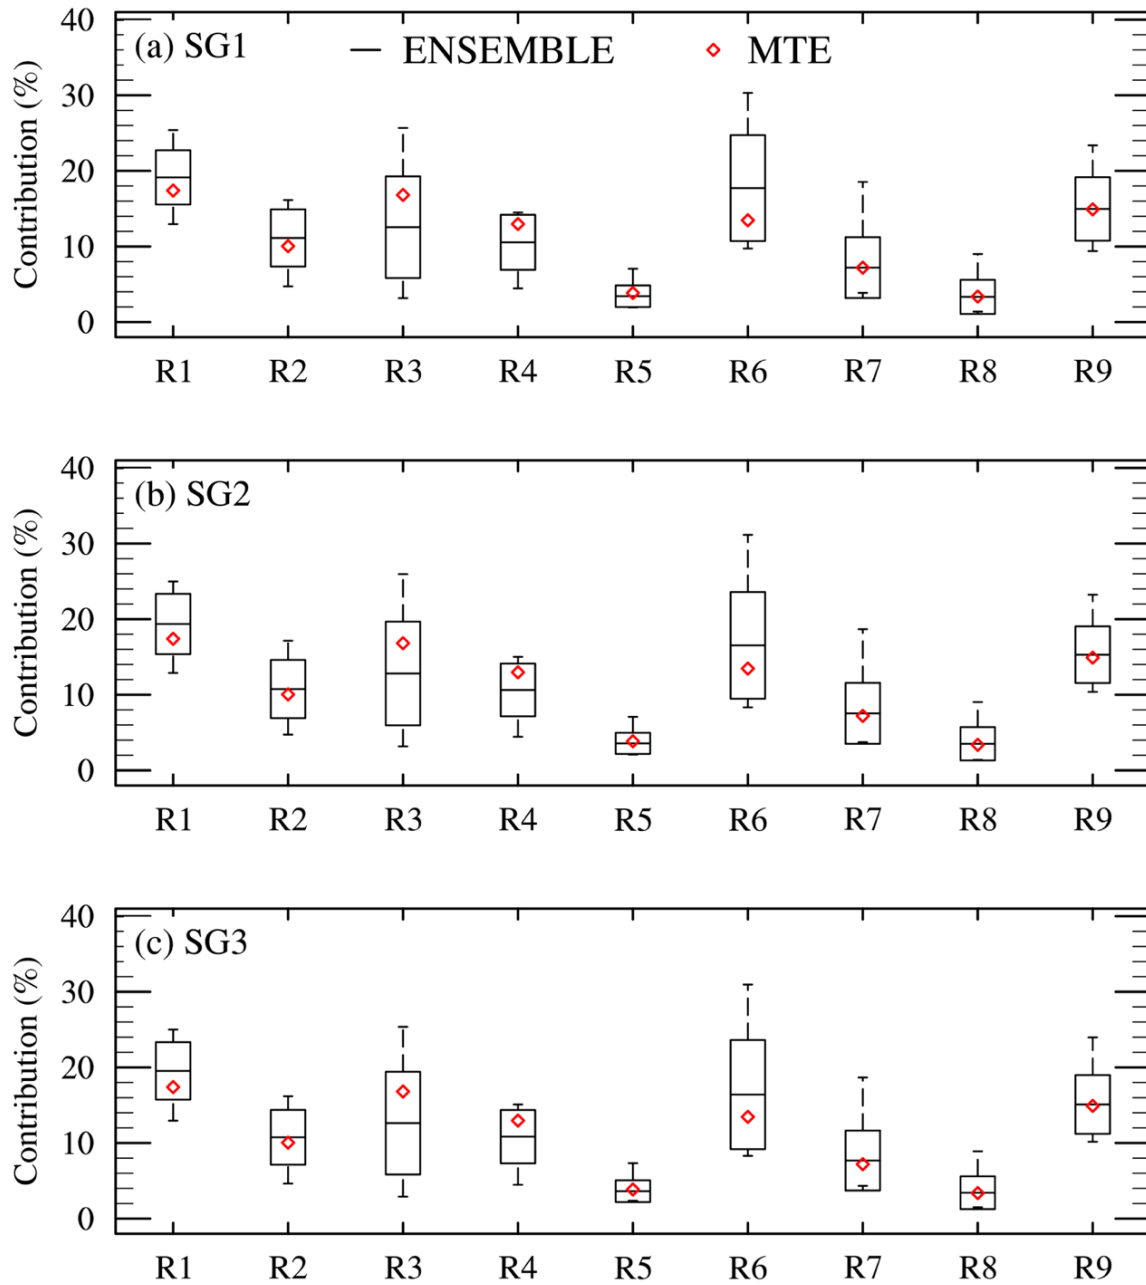 (a) SG1
ENSEMBLE
MTE
Contribution (%)
40
30
20
10
0
R1 R2 R3 R4 R5 R6 R7 R8 R9
(b) SG2
Contribution (%)
40
30
20
10
0
R1 R2 R3 R4 R5 R6 R7 R8 R9
(c) SG3
Contribution (%)
40
30
20
10
0
R1 R2 R3 R4 R5 R6 R7 R8 R9